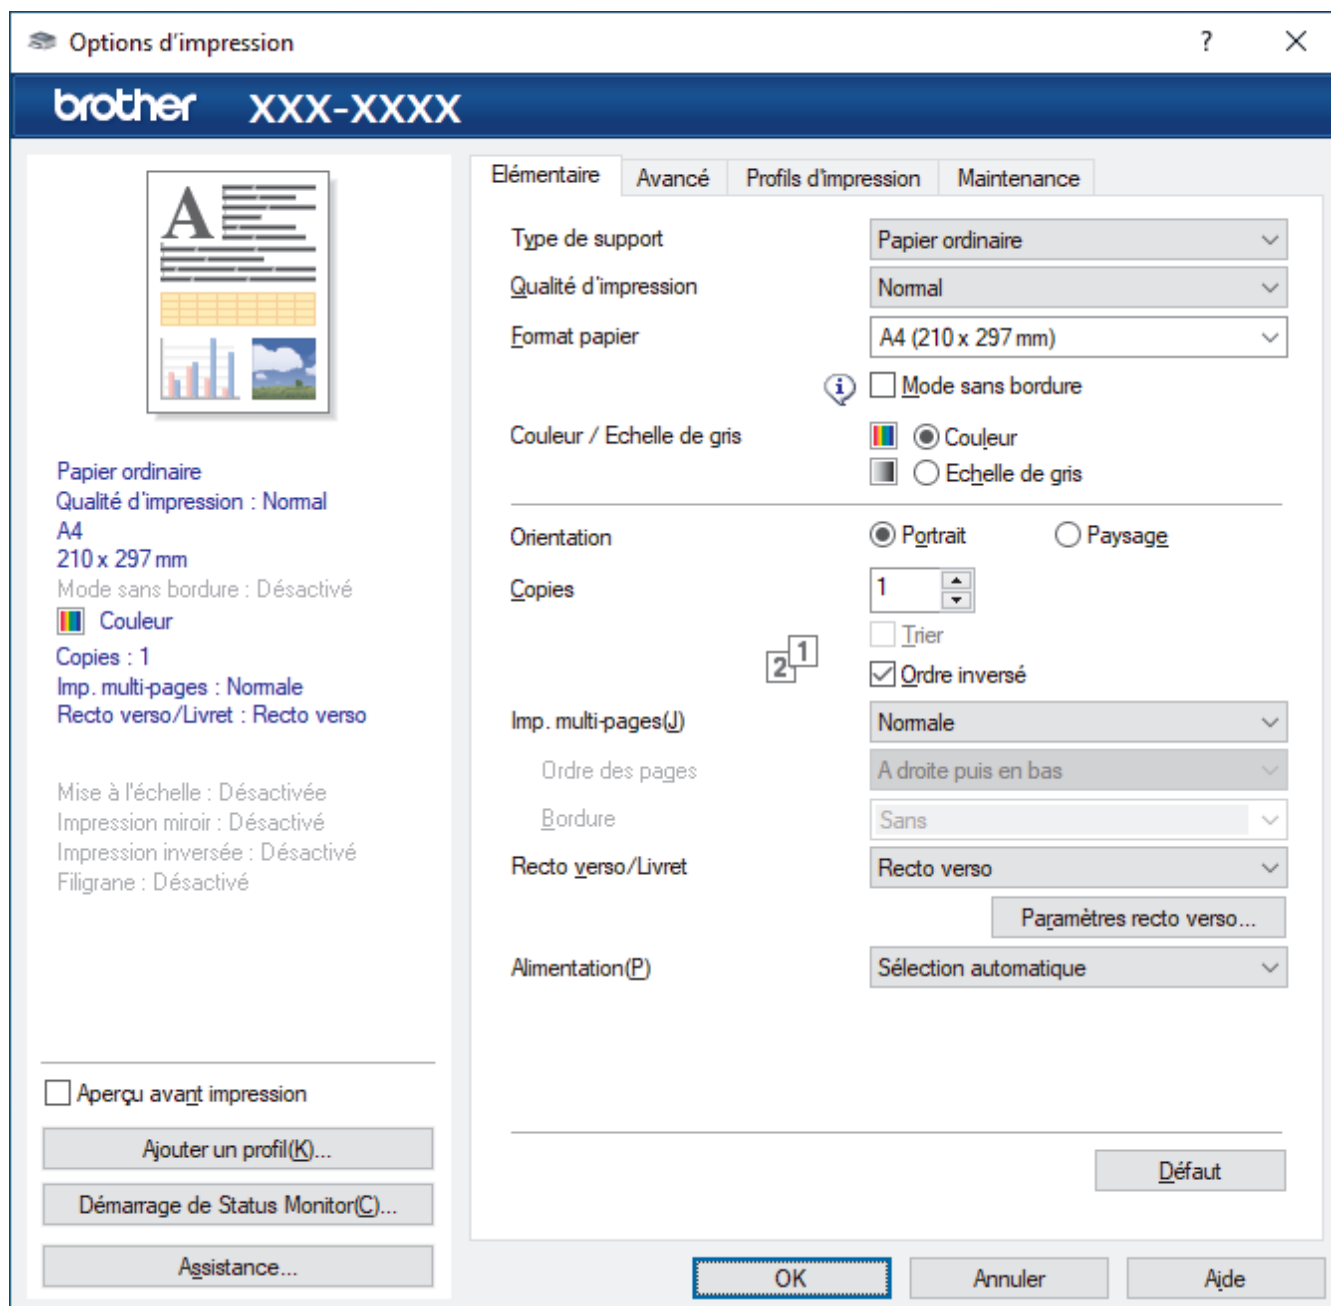 Options d'impression
?
brother XXX-XXXX
A
Papier ordinaire
Qualité d'impression : Normal
A4
210 x 297 mm
Mode sans bordure : Désactivé
Couleur
Copies : 1
Imp. multi-pages : Normale
Recto verso/Livret : Recto verso
Mise à l'échelle : Désactivée
Impression miroir : Désactivé
Impression inversée : Désactivé
Filigrane : Désactivé
Aperçu avant impression
Ajouter un profil(K)...
Démarrage de Status Monitor(C)...
Assistance...
Elémentaire Avancé Profils d'impression Maintenance
Type de support Papier ordinaire
Qualité d'impression Normal
Format papier A4 (210 x 297 mm)
Mode sans bordure
Couleur / Echelle de gris Couleur
Echelle de gris
Orientation Portrait Paysage
Copies 1
Trier
2 1
Ordre inversé
Imp. multi-pages(J) Normale
Ordre des pages A droite puis en bas
Bordure Sans
Recto verso/Livret Recto verso
Paramètres recto verso...
Alimentation(P) Sélection automatique
Défaut
OK Annuler Aide